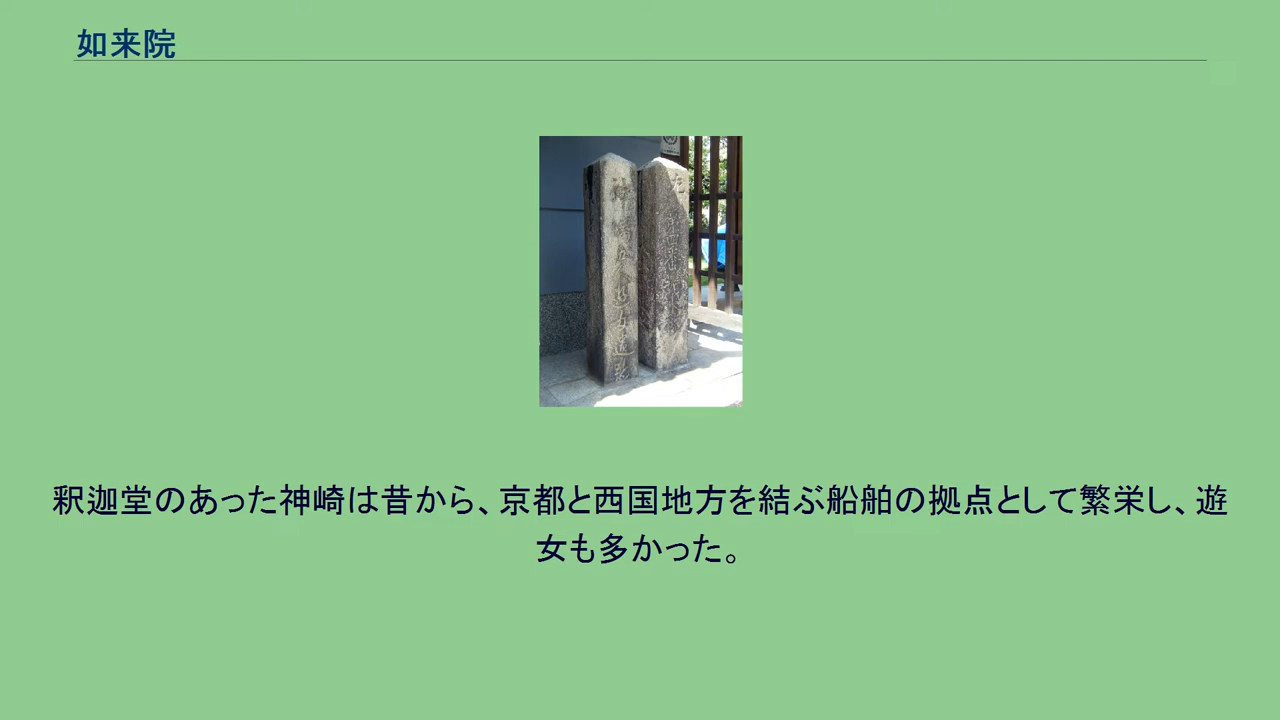 如来院
釈迦堂のあった神崎は昔から、京都と西国地方を結ぶ船舶の拠点として繁栄し、遊
女も多かった。